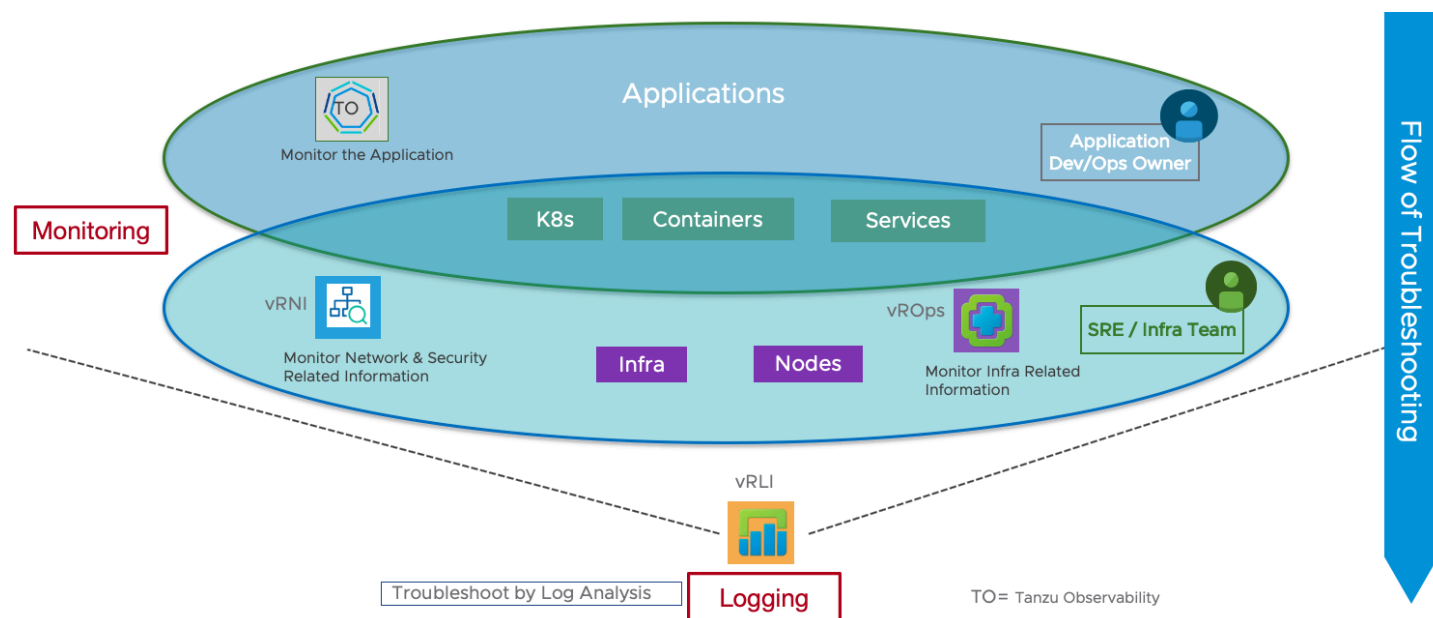 Applications
TO
Monitor the Application
Application
Dev/Ops Owner
Flow of Troubleshooting
K8s
Containers
Services
Monitoring
vRNI
Monitor Network & Security
Related Information
Infra
Nodes
vROps
Monitor Infra Related
Information
SRE / Infra Team
vRLI
Troubleshoot by Log Analysis
Logging
TO= Tanzu Observability